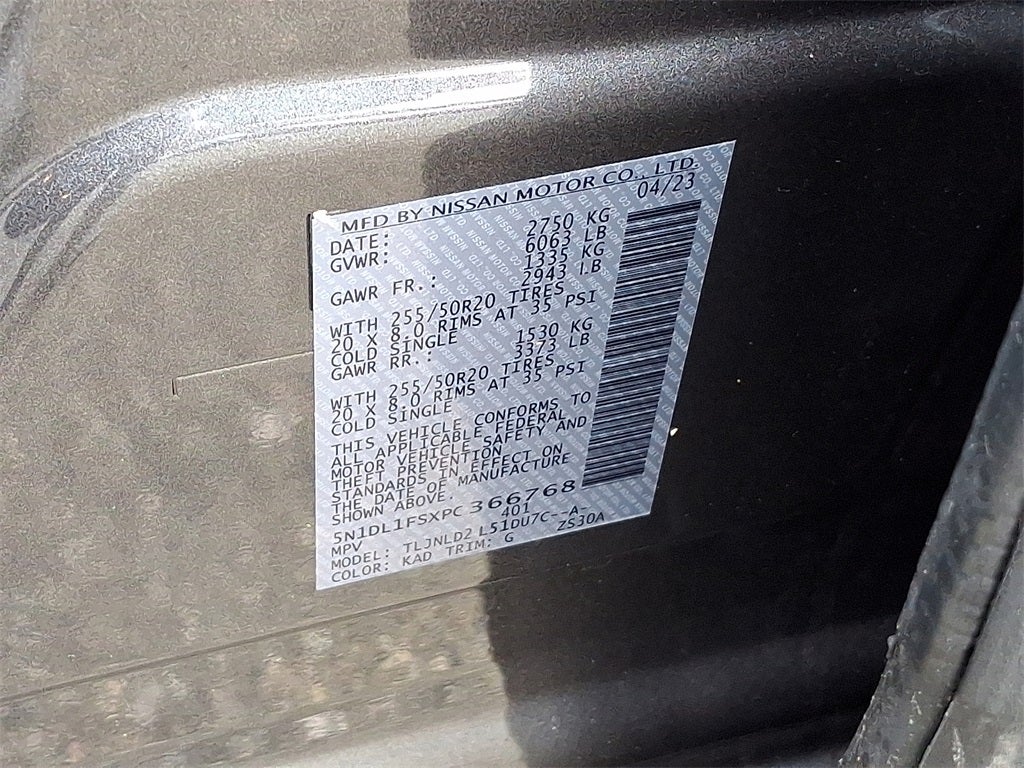 MFD BY NISSAN MOTOR CO., LTD.
DATE: 04/23
GVWR: 2750 KG
6063 LB
GAWR FR.: 1335 KG
2943 LB
WITH 255/50R20 TIRES
20 X 8.0 RIMS AT 35 PSI
COLD SINGLE
GAWR RR.: 1530 KG
3373 LB
WITH 255/50R20 TIRES
20 X 8.0 RIMS AT 35 PSI
COLD SINGLE
THIS VEHICLE CONFORMS TO
ALL APPLICABLE FEDERAL
MOTOR VEHICLE SAFETY AND
THEFT PREVENTION
STANDARDS IN EFFECT ON
THE DATE OF MANUFACTURE
SHOWN ABOVE.
5N1DL1FSXPC366768
MPV 401
MODEL: TLJNLD2 L51DU7C--A-
COLOR: KAD TRIM: G ZS30A